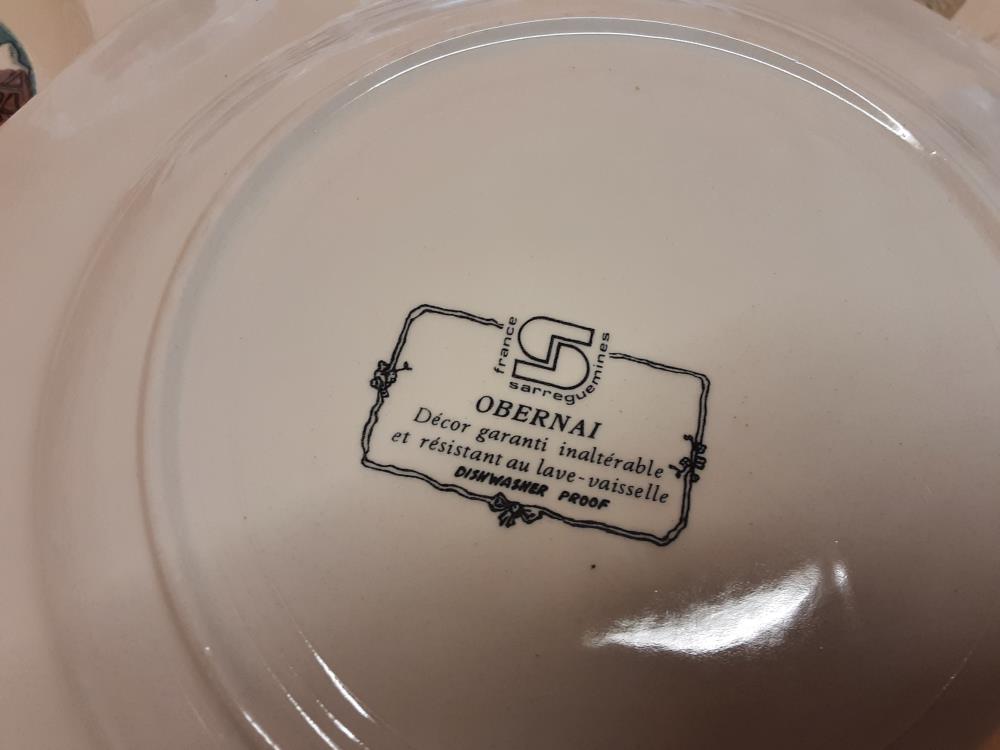 france
S
sarreguemines
OBERNAI
Décor garanti inaltérable
et résistant au lave-vaisselle
DISHWASHER PROOF